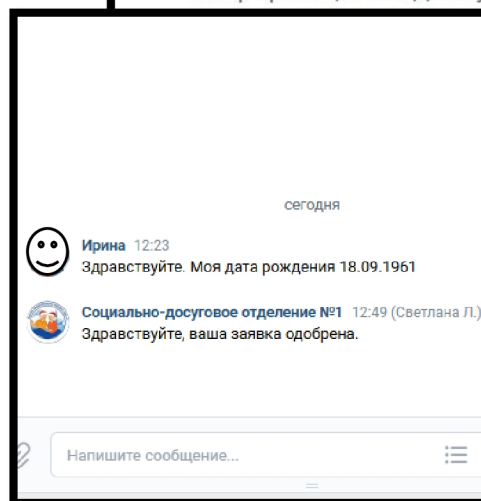 сегодня
Ирина 12:23
Здравствуйте. Моя дата рождения 18.09.1961
Социально-досуговое отделение №1 12:49 (Светлана Л.)
Здравствуйте, ваша заявка одобрена.
Напишите сообщение...